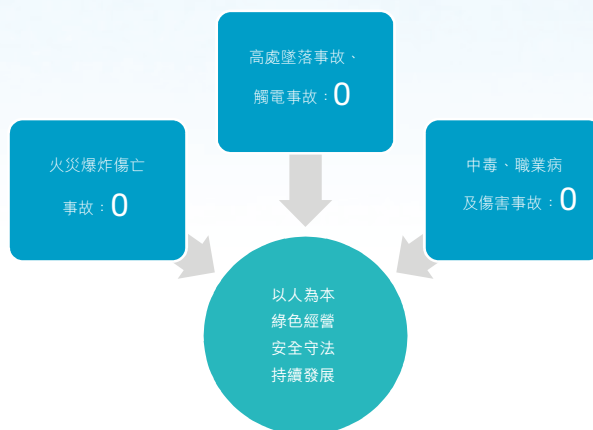 高處墜落事故、
觸電事故：0
火災爆炸傷亡
事故：0
中毒、職業病
及傷害事故：0
以人為本
綠色經營
安全守法
持續發展